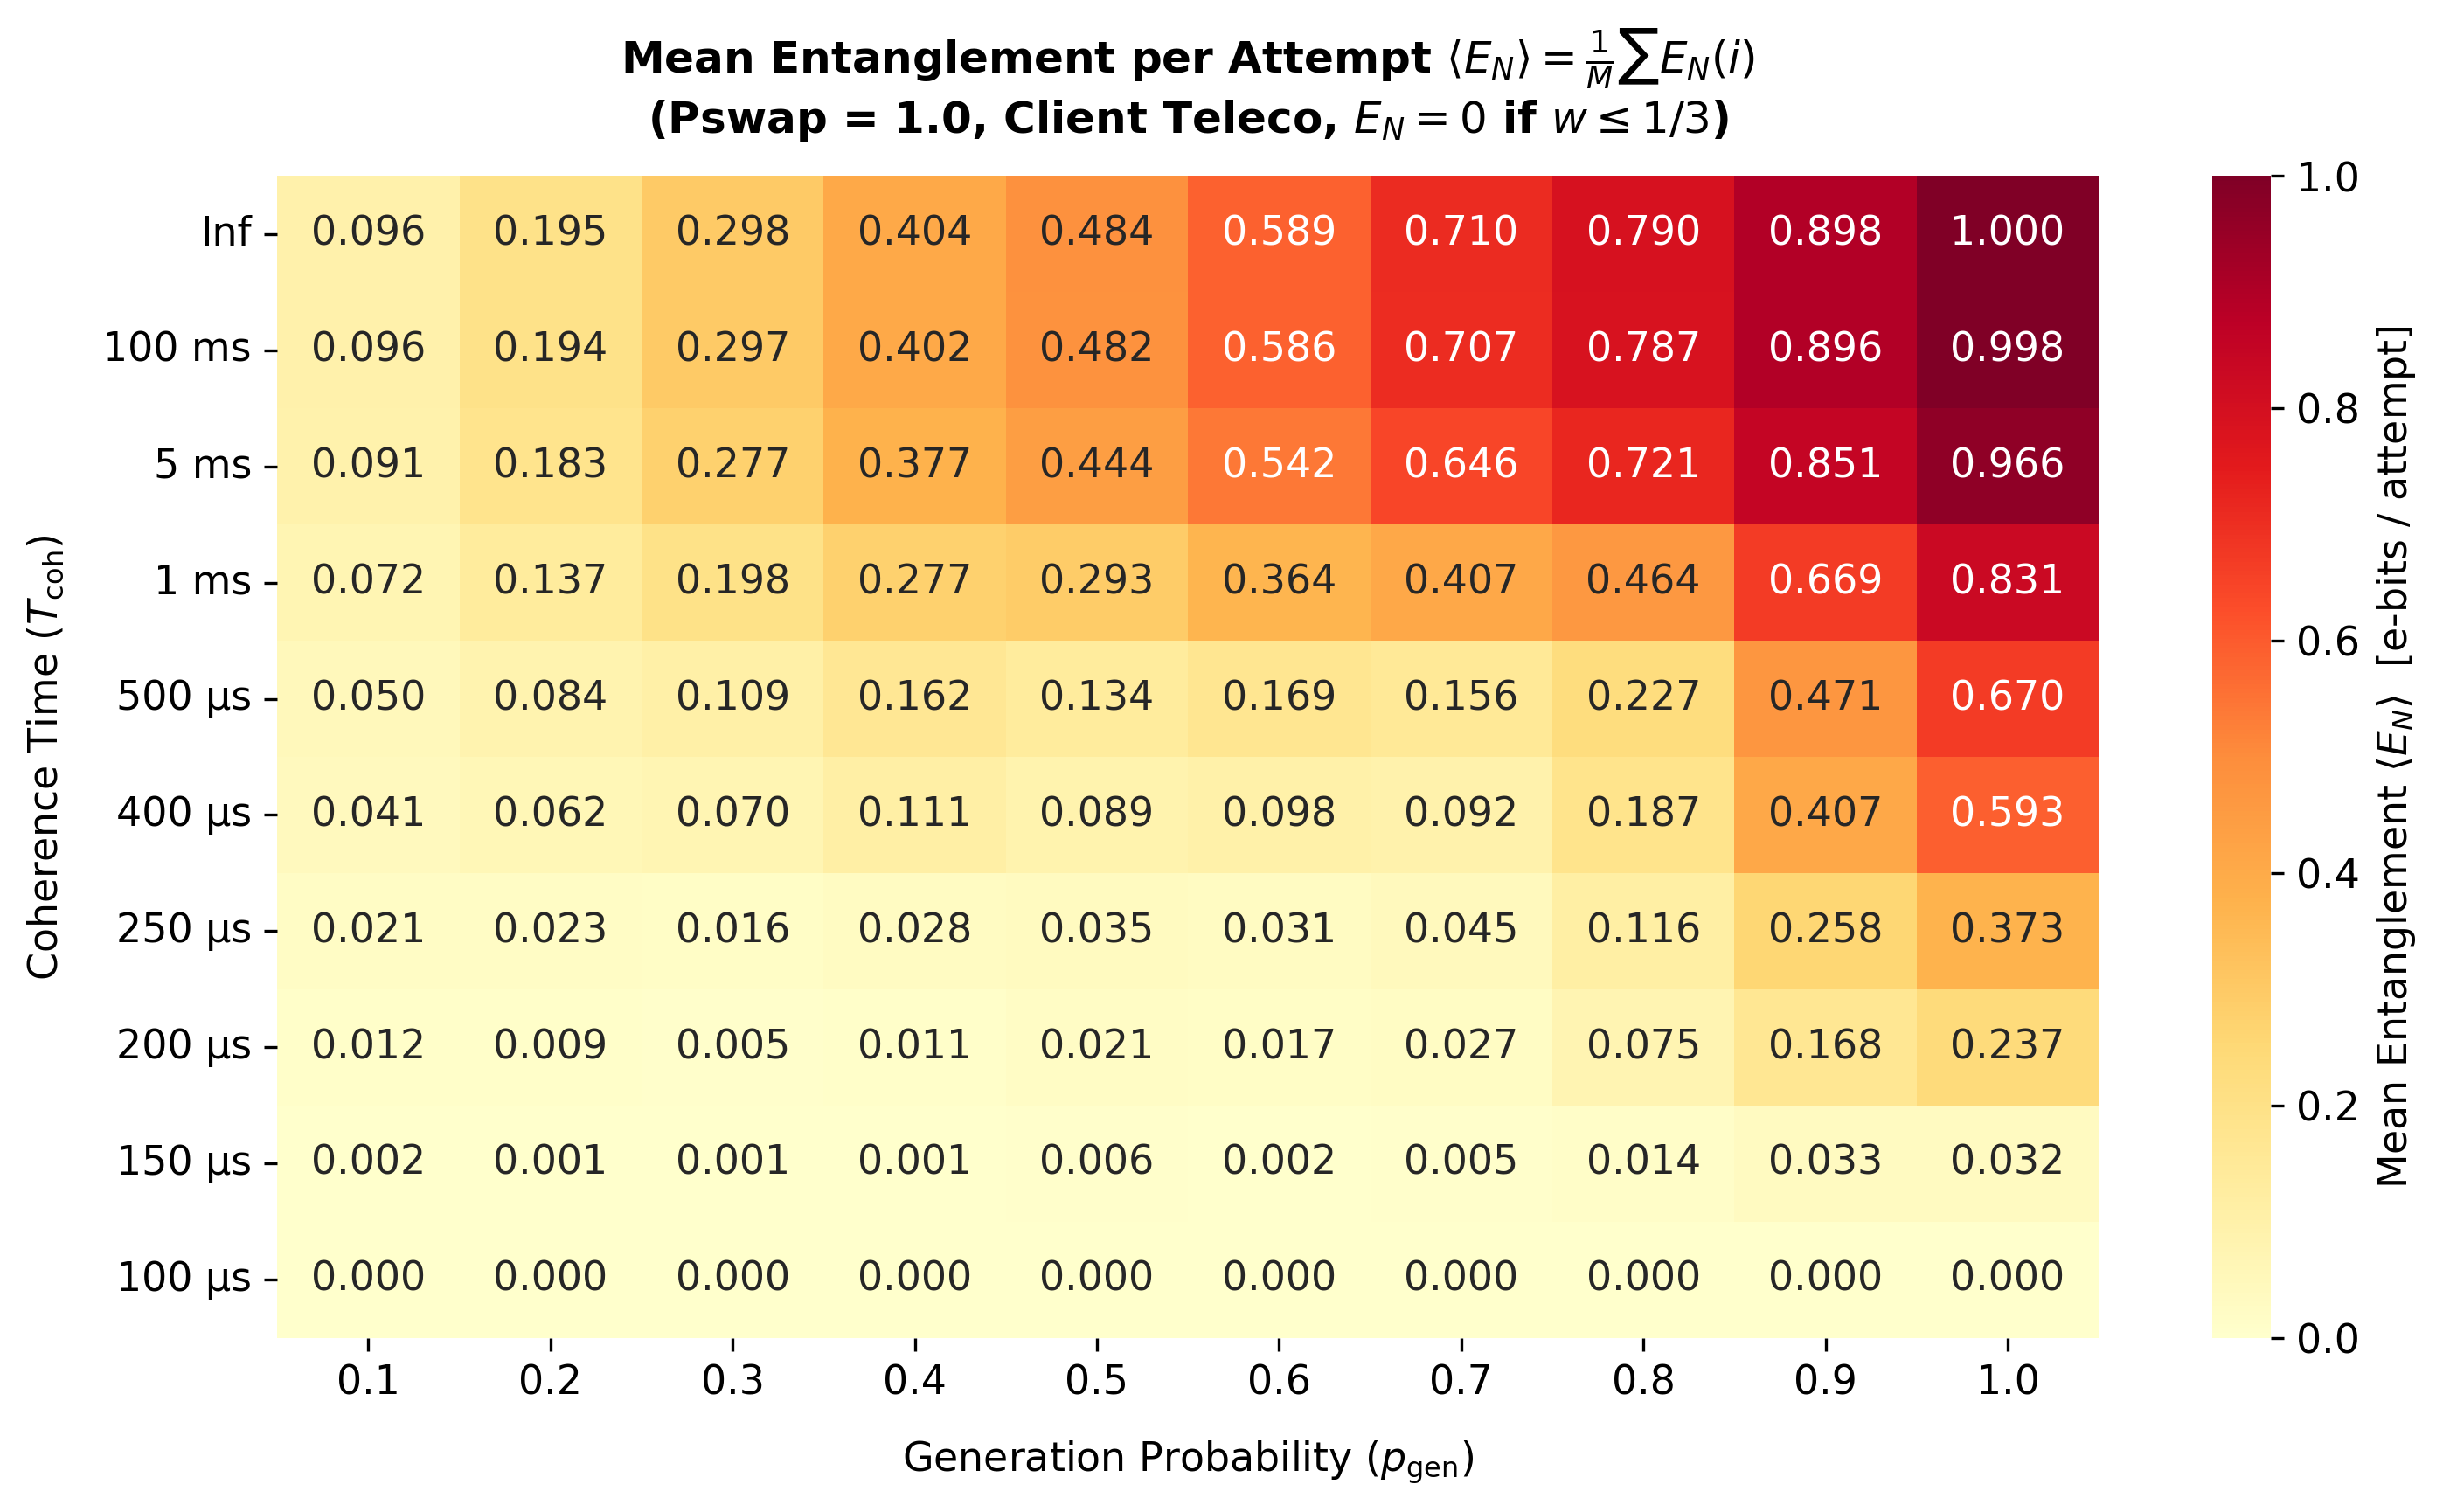 Mean Entanglement per Attempt ⟨E_N⟩ = 1/M ∑ E_N(i)
(Pswap = 1.0, Client Teleco, E_N = 0 if w ≤ 1/3)
Inf 0.096 0.195 0.298 0.404 0.484 0.589 0.710 0.790 0.898 1.000
100 ms 0.096 0.194 0.297 0.402 0.482 0.586 0.707 0.787 0.896 0.998
5 ms 0.091 0.183 0.277 0.377 0.444 0.542 0.646 0.721 0.851 0.966
1 ms 0.072 0.137 0.198 0.277 0.293 0.364 0.407 0.464 0.669 0.831
500 µs 0.050 0.084 0.109 0.162 0.134 0.169 0.156 0.227 0.471 0.670
400 µs 0.041 0.062 0.070 0.111 0.089 0.098 0.092 0.187 0.407 0.593
250 µs 0.021 0.023 0.016 0.028 0.035 0.031 0.045 0.116 0.258 0.373
200 µs 0.012 0.009 0.005 0.011 0.021 0.017 0.027 0.075 0.168 0.237
150 µs 0.002 0.001 0.001 0.001 0.006 0.002 0.005 0.014 0.033 0.032
100 µs 0.000 0.000 0.000 0.000 0.000 0.000 0.000 0.000 0.000 0.000
0.1 0.2 0.3 0.4 0.5 0.6 0.7 0.8 0.9 1.0
Generation Probability (p_gen)
Coherence Time (T_coh)
1.0
0.8
0.6
0.4
0.2
0.0
Mean Entanglement ⟨E_N⟩ [e-bits / attempt]